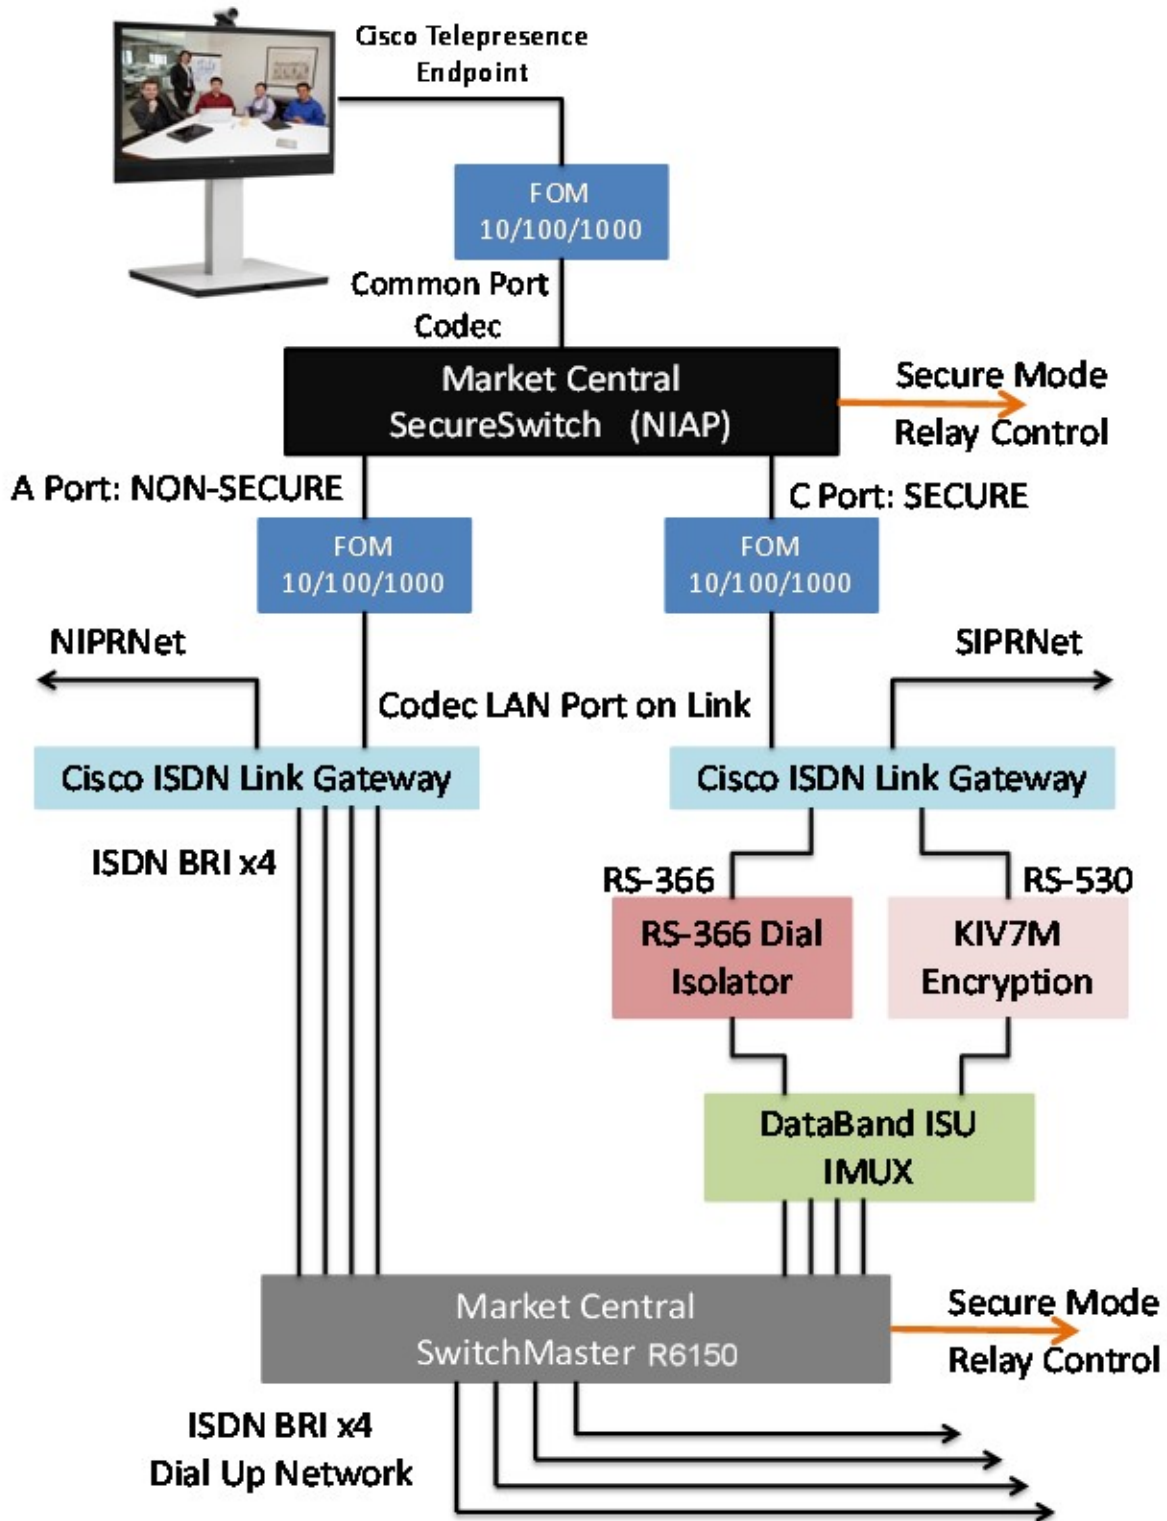 Cisco Telepresence
Endpoint
FOM
10/100/1000
Common Port
Codec
Market Central
SecureSwitch (NIAP)
Secure Mode
Relay Control
A Port: NON-SECURE
C Port: SECURE
FOM
10/100/1000
FOM
10/100/1000
NIPRNet
SIPRNet
Codec LAN Port on Link
Cisco ISDN Link Gateway
Cisco ISDN Link Gateway
ISDN BRI x4
RS-366
RS-530
RS-366 Dial
Isolator
KIV7M
Encryption
DataBand ISU
IMUX
Market Central
SwitchMaster R6150
Secure Mode
Relay Control
ISDN BRI x4
Dial Up Network